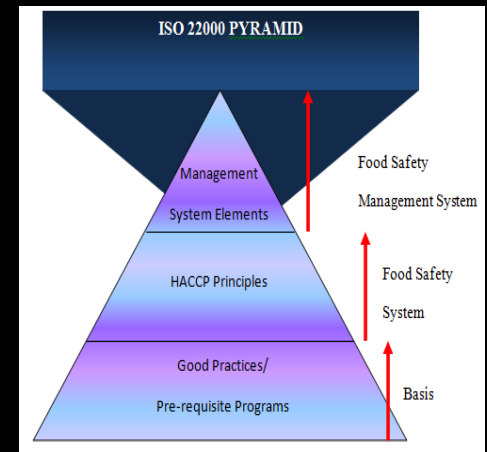 ISO 22000 PYRAMID
Management
System Elements
HACCP Principles
Good Practices/
Pre-requisite Programs
Food Safety
Management System
Food Safety
System
Basis